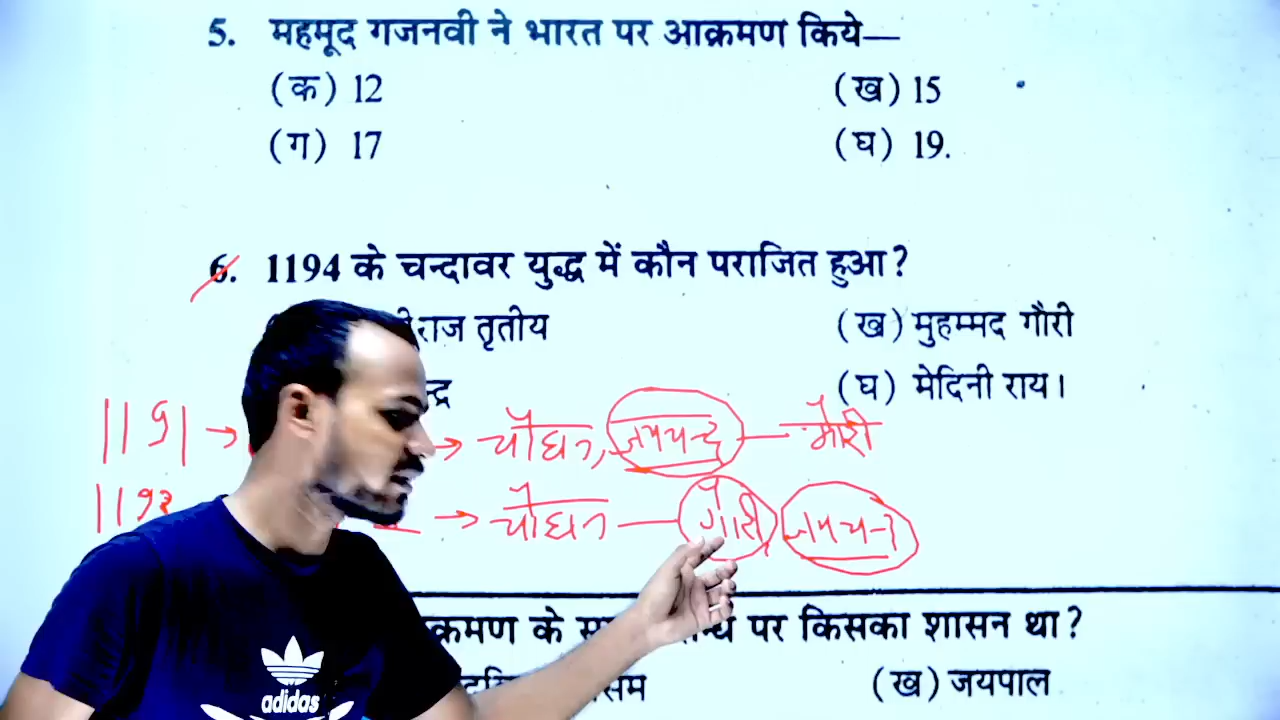 5. महमूद गजनवी ने भारत पर आक्रमण किये—
(क) 12 (ख) 15
(ग) 17 (घ) 19.
6. 1194 के चन्दावर युद्ध में कौन पराजित हुआ?
तृतीय (ख) मुहम्मद गौरी
(घ) मेदिनी राय।
1191 → → चौहान, जयचन्द्र — गौरी
1192 → चौहान — गौरी जयचन्द
के पर किसका शासन था?
(ख) जयपाल
adidas